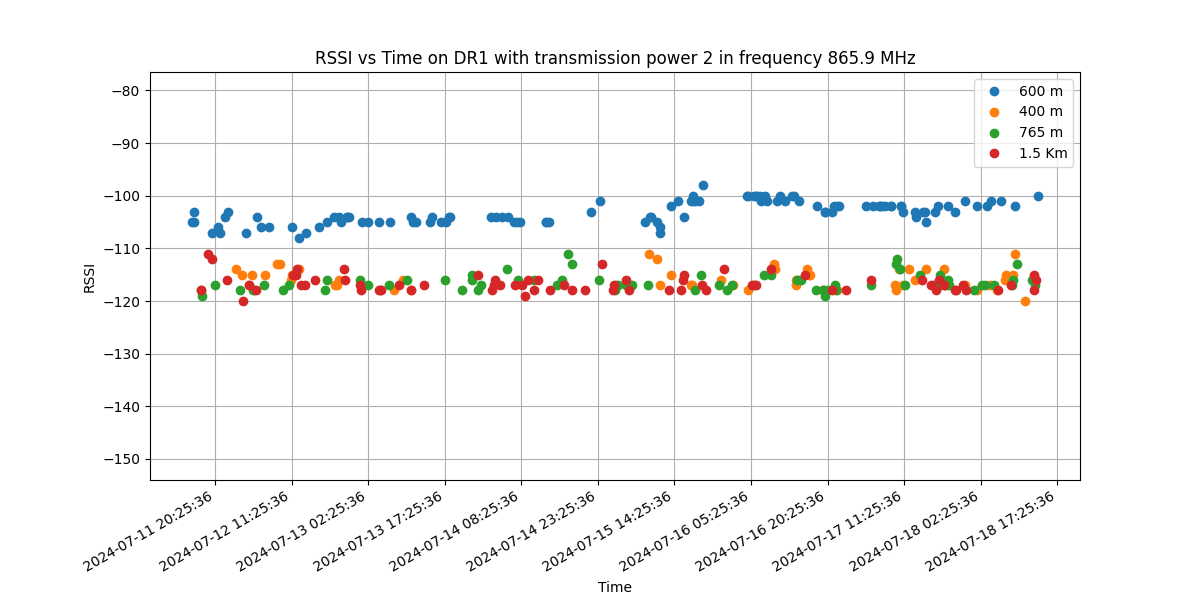 RSSI vs Time on DR1 with transmission power 2 in frequency 865.9 MHz
600 m
400 m
765 m
1.5 Km
RSSI
−80
−90
−100
−110
−120
−130
−140
−150
2024-07-11 20:25:36
2024-07-12 11:25:36
2024-07-13 02:25:36
2024-07-13 17:25:36
2024-07-14 08:25:36
2024-07-14 23:25:36
2024-07-15 14:25:36
2024-07-16 05:25:36
2024-07-16 20:25:36
2024-07-17 11:25:36
2024-07-18 02:25:36
2024-07-18 17:25:36
Time